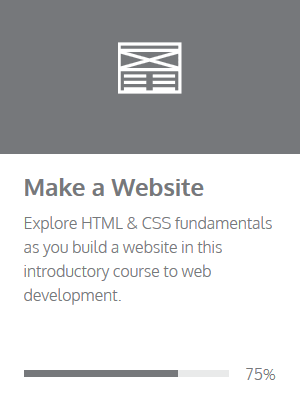 Make a Website
Explore HTML & CSS fundamentals
as you build a website in this
introductory course to web
development.
75%